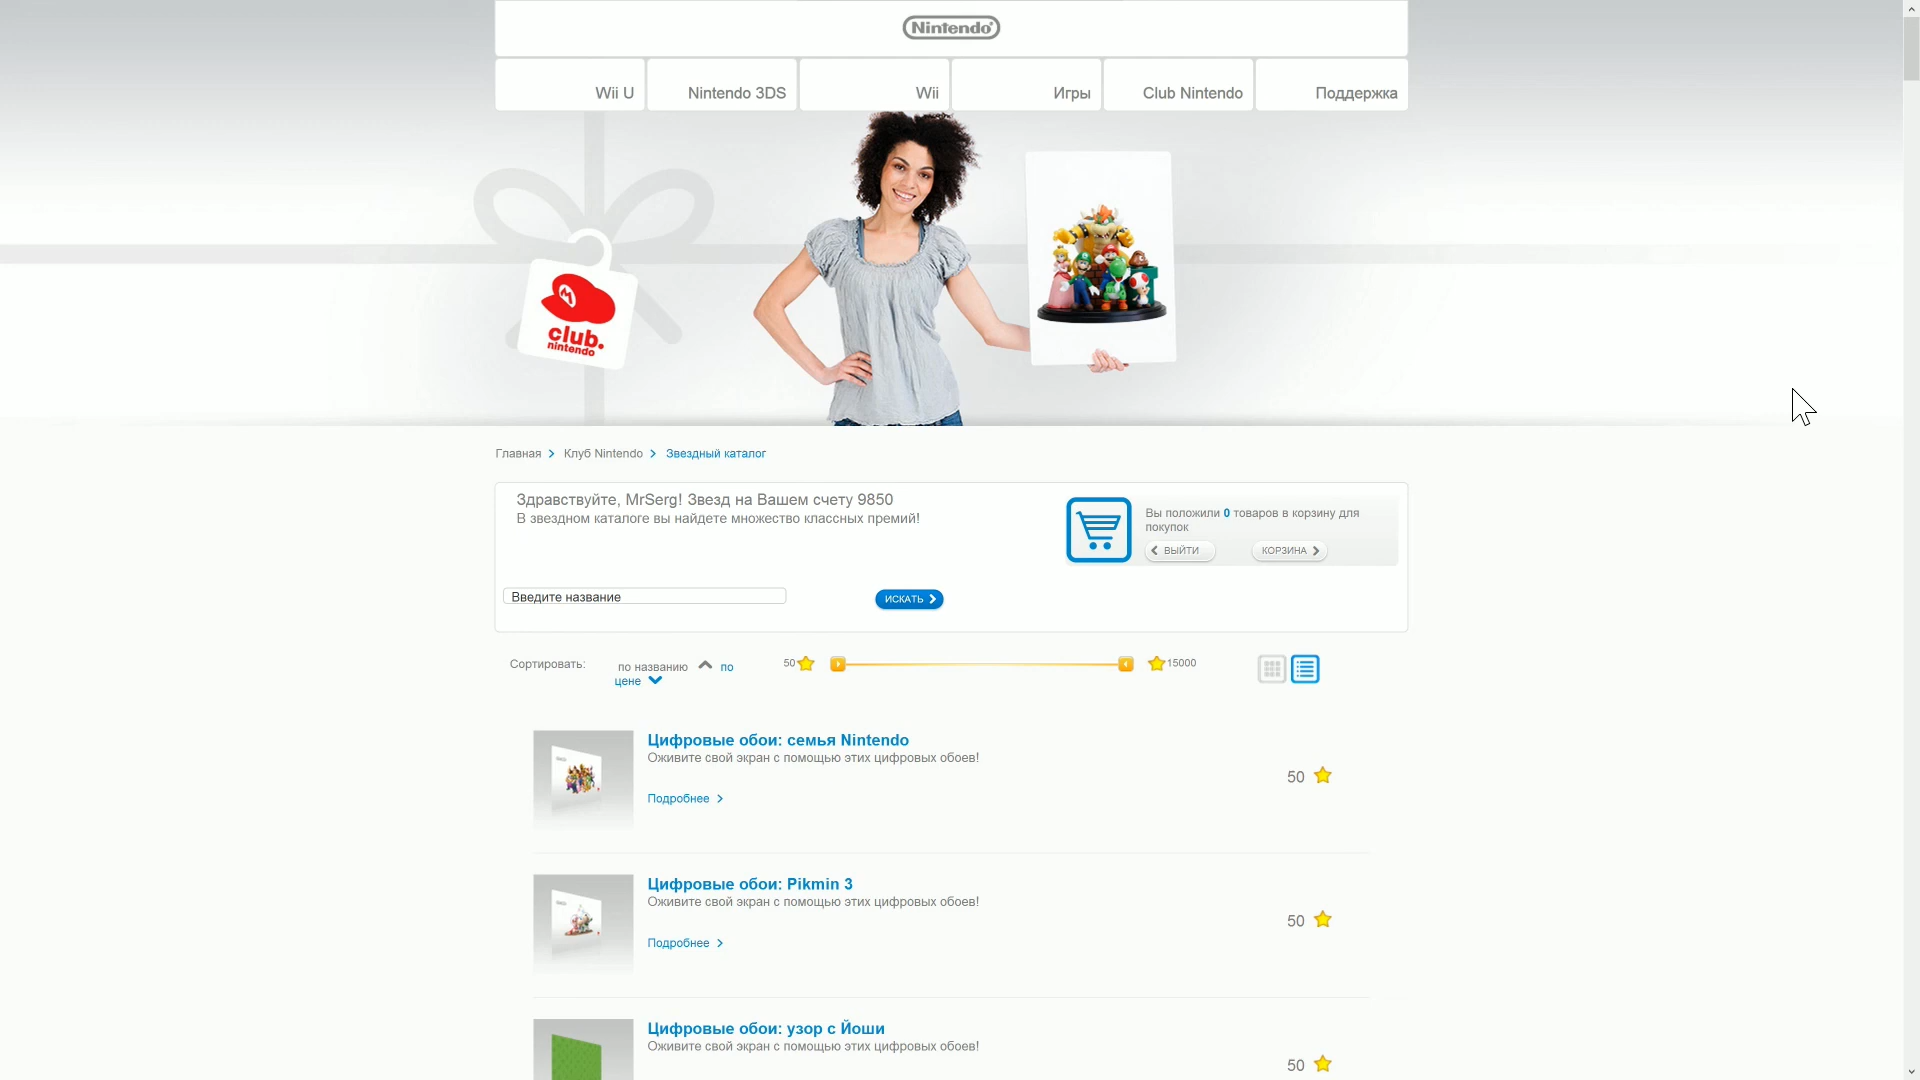 Nintendo
Wii U
Nintendo 3DS
Wii
Игры
Club Nintendo
Поддержка
club.
nintendo
Главная
Клуб Nintendo
Звездный каталог
Здравствуйте, MrSerg! Звезд на Вашем счету 9850
В звездном каталоге вы найдете множество классных премий!
Вы положили 0 товаров в корзину для
покупок
ВЫЙТИ
КОРЗИНА
Введите название
ИСКАТЬ
Сортировать:
по названию по
цене
50
15000
Цифровые обои: семья Nintendo
Оживите свой экран с помощью этих цифровых обоев!
50
Подробнее
Цифровые обои: Pikmin 3
Оживите свой экран с помощью этих цифровых обоев!
50
Подробнее
Цифровые обои: узор с Йоши
Оживите свой экран с помощью этих цифровых обоев!
50